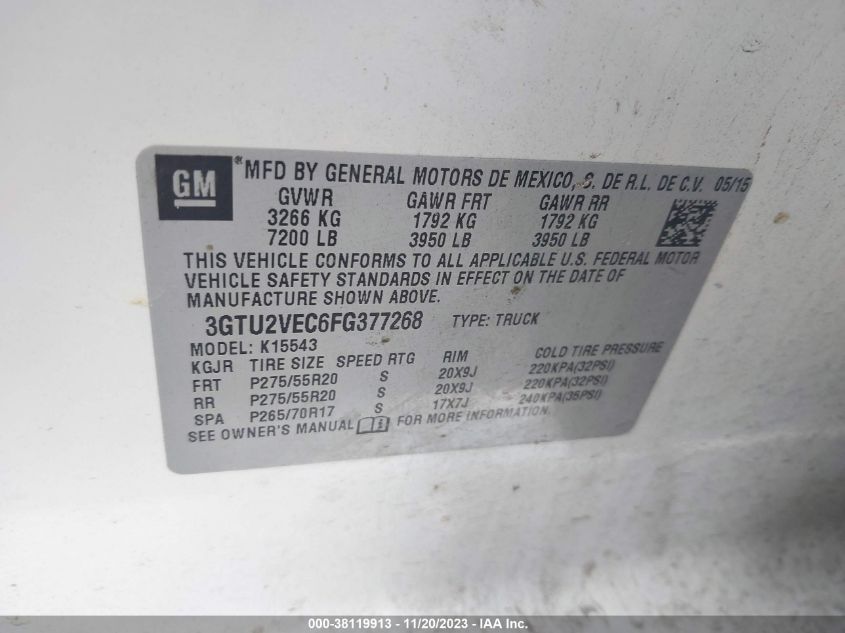 GM ® MFD BY GENERAL MOTORS DE MEXICO, S. DE R.L. DE C.V. 05/15
GVWR GAWR FRT GAWR RR
3266 KG 1792 KG 1792 KG
7200 LB 3950 LB 3950 LB
THIS VEHICLE CONFORMS TO ALL APPLICABLE U.S. FEDERAL MOTOR
VEHICLE SAFETY STANDARDS IN EFFECT ON THE DATE OF
MANUFACTURE SHOWN ABOVE.
3GTU2VEC6FG377268 TYPE: TRUCK
MODEL: K15543
KGJR TIRE SIZE SPEED RTG RIM COLD TIRE PRESSURE
FRT P275/55R20 S 20X9J 220KPA(32PSI)
RR P275/55R20 S 20X9J 220KPA(32PSI)
SPA P265/70R17 S 17X7J 240KPA(35PSI)
SEE OWNER'S MANUAL FOR MORE INFORMATION.
000-38119913 - 11/20/2023 - IAA Inc.